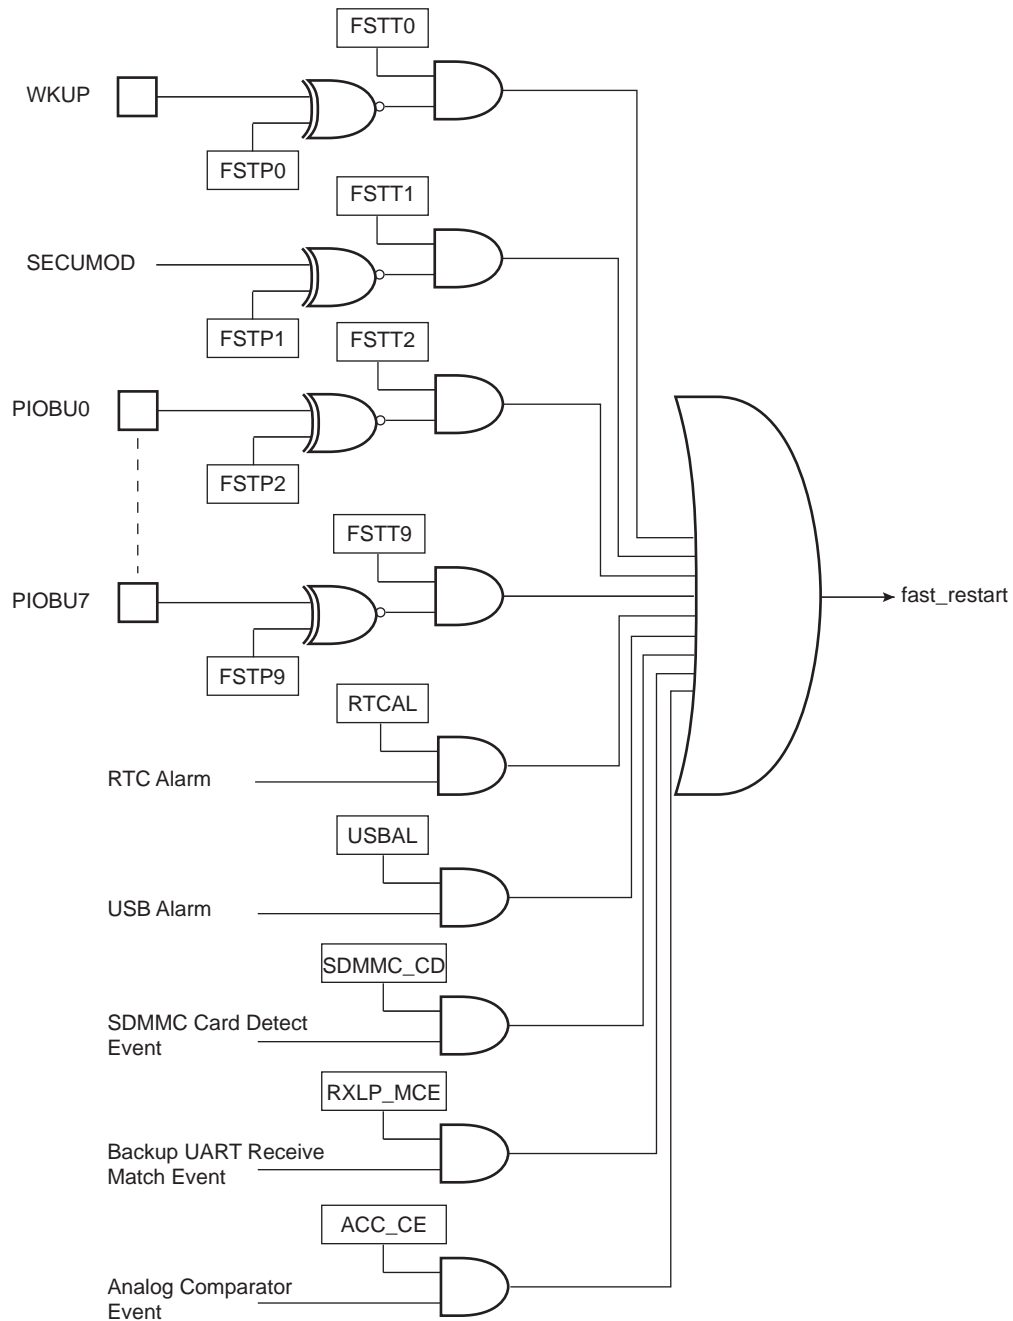 FSTT0
WKUP
FSTP0
FSTT1
SECUMOD
FSTP1
FSTT2
PIOBU0
FSTP2
FSTT9
PIOBU7
fast_restart
FSTP9
RTCAL
RTC Alarm
USBAL
USB Alarm
SDMMC_CD
SDMMC Card Detect
Event
RXLP_MCE
Backup UART Receive
Match Event
ACC_CE
Analog Comparator
Event